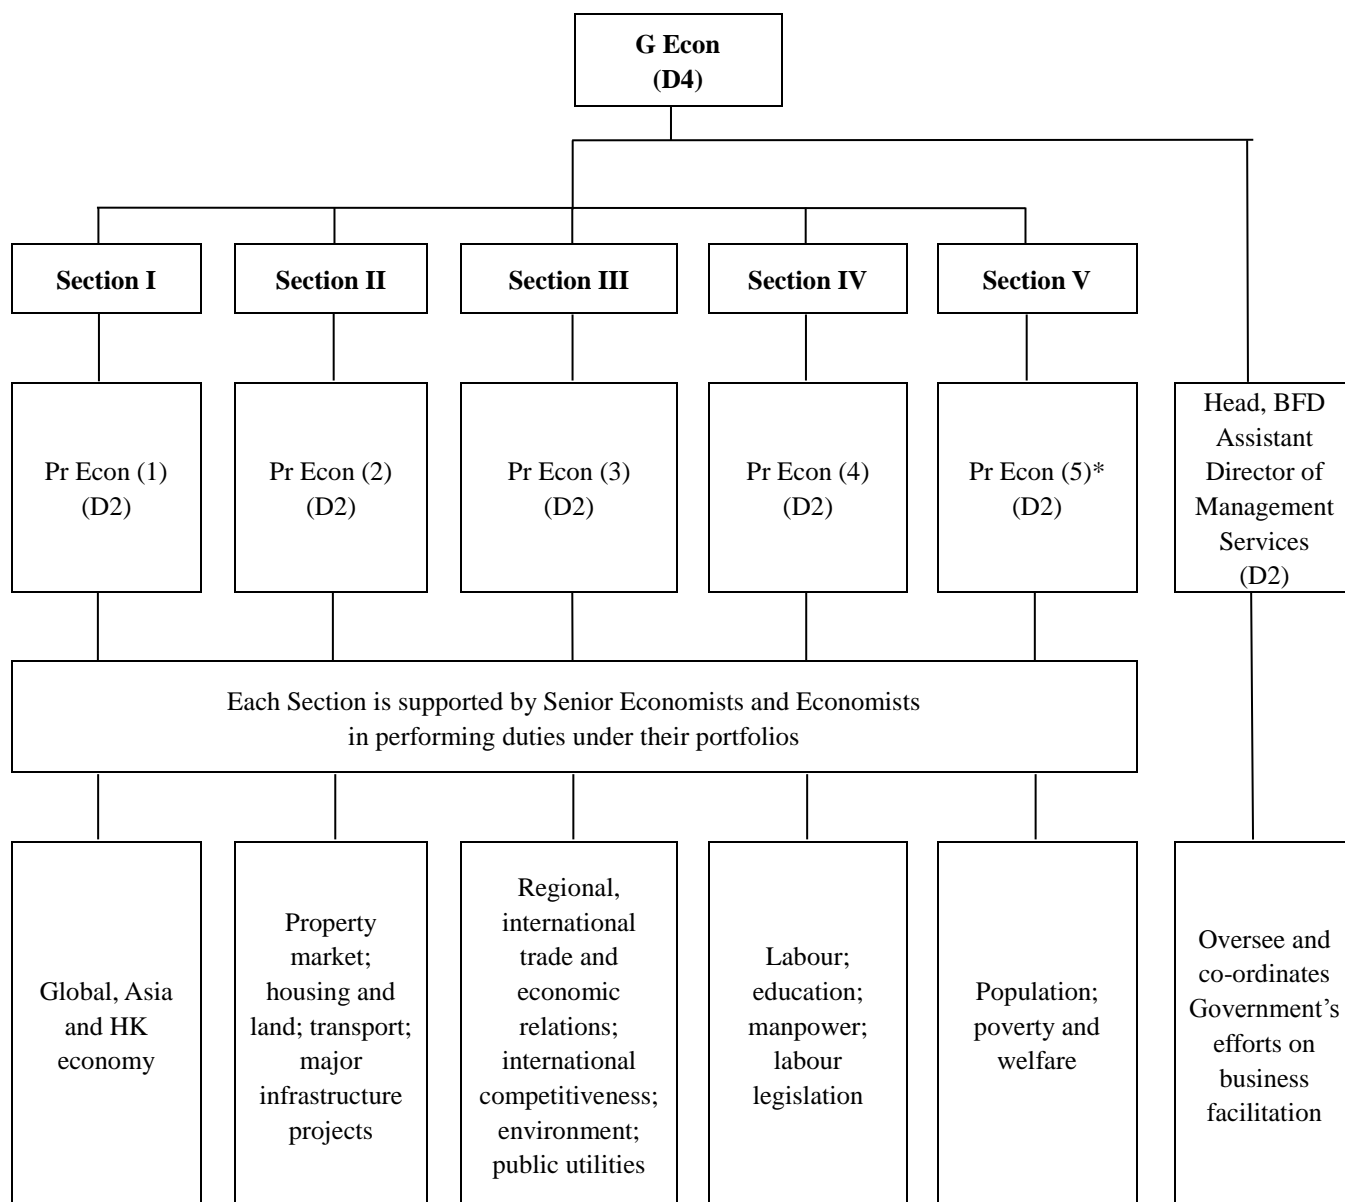 G Econ
(D4)
Section I
Section II
Section III
Section IV
Section V
Pr Econ (1)
(D2)
Pr Econ (2)
(D2)
Pr Econ (3)
(D2)
Pr Econ (4)
(D2)
Pr Econ (5)*
(D2)
Head, BFD
Assistant
Director of
Management
Services
(D2)
Each Section is supported by Senior Economists and Economists
in performing duties under their portfolios
Global, Asia
and HK
economy
Property
market;
housing and
land; transport;
major
infrastructure
projects
Regional,
international
trade and
economic
relations;
international
competitiveness;
environment;
public utilities
Labour;
education;
manpower;
labour
legislation
Population;
poverty and
welfare
Oversee and
co-ordinates
Government’s
efforts on
business
facilitation